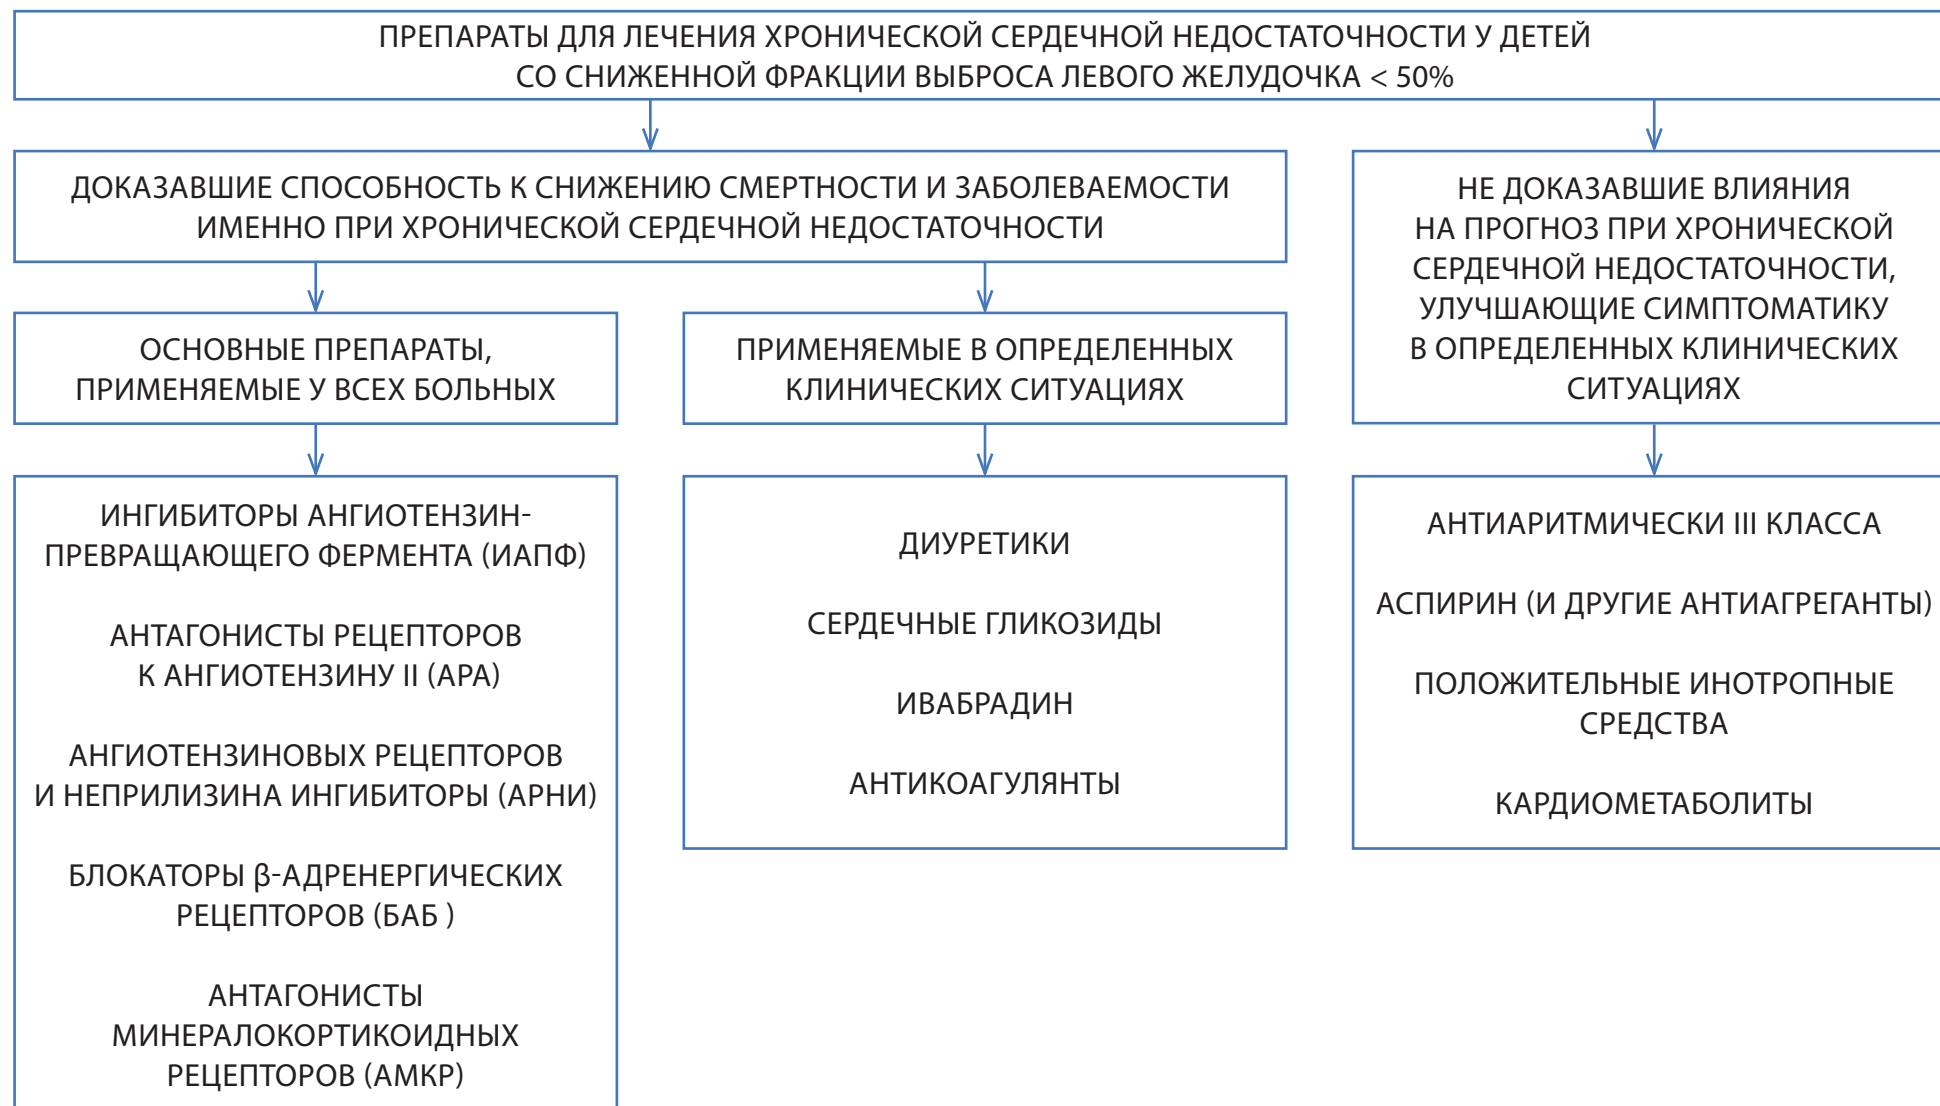 ПРЕПАРАТЫ ДЛЯ ЛЕЧЕНИЯ ХРОНИЧЕСКОЙ СЕРДЕЧНОЙ НЕДОСТАТОЧНОСТИ У ДЕТЕЙ
СО СНИЖЕННОЙ ФРАКЦИИ ВЫБРОСА ЛЕВОГО ЖЕЛУДОЧКА < 50%
ДОКАЗАВШИЕ СПОСОБНОСТЬ К СНИЖЕНИЮ СМЕРТНОСТИ И ЗАБОЛЕВАЕМОСТИ
ИМЕННО ПРИ ХРОНИЧЕСКОЙ СЕРДЕЧНОЙ НЕДОСТАТОЧНОСТИ
НЕ ДОКАЗАВШИЕ ВЛИЯНИЯ
НА ПРОГНОЗ ПРИ ХРОНИЧЕСКОЙ
СЕРДЕЧНОЙ НЕДОСТАТОЧНОСТИ,
УЛУЧШАЮЩИЕ СИМПТОМАТИКУ
В ОПРЕДЕЛЕННЫХ КЛИНИЧЕСКИХ
СИТУАЦИЯХ
ОСНОВНЫЕ ПРЕПАРАТЫ,
ПРИМЕНЯЕМЫЕ У ВСЕХ БОЛЬНЫХ
ПРИМЕНЯЕМЫЕ В ОПРЕДЕЛЕННЫХ
КЛИНИЧЕСКИХ СИТУАЦИЯХ
ИНГИБИТОРЫ АНГИОТЕНЗИН-
ПРЕВРАЩАЮЩЕГО ФЕРМЕНТА (ИАПФ)
АНТАГОНИСТЫ РЕЦЕПТОРОВ
К АНГИОТЕНЗИНУ II (АРА)
АНГИОТЕНЗИНОВЫХ РЕЦЕПТОРОВ
И НЕПРИЛИЗИНА ИНГИБИТОРЫ (АРНИ)
БЛОКАТОРЫ β-АДРЕНЕРГИЧЕСКИХ
РЕЦЕПТОРОВ (БАБ )
АНТАГОНИСТЫ
МИНЕРАЛОКОРТИКОИДНЫХ
РЕЦЕПТОРОВ (АМКР)
ДИУРЕТИКИ
СЕРДЕЧНЫЕ ГЛИКОЗИДЫ
ИВАБРАДИН
АНТИКОАГУЛЯНТЫ
АНТИАРИТМИЧЕСКИ III КЛАССА
АСПИРИН (И ДРУГИЕ АНТИАГРЕГАНТЫ)
ПОЛОЖИТЕЛЬНЫЕ ИНОТРОПНЫЕ
СРЕДСТВА
КАРДИОМЕТАБОЛИТЫ